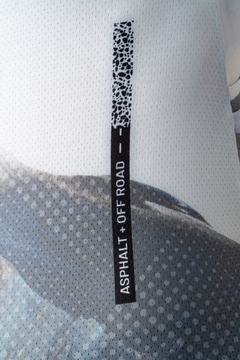 ASPHALT + OFF ROAD — –